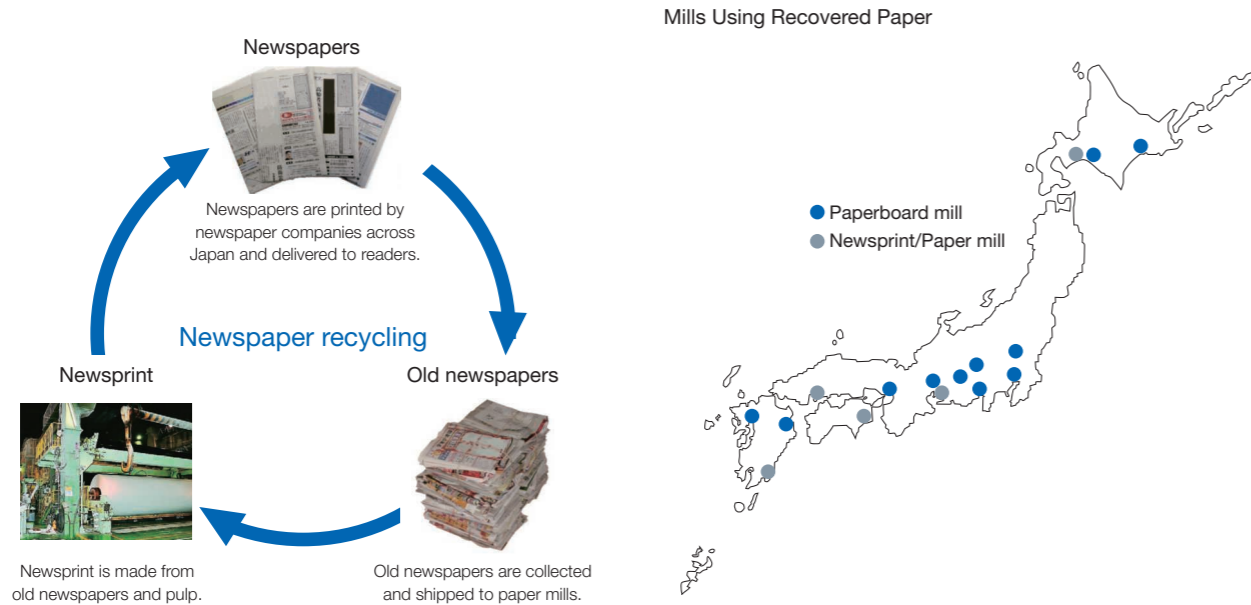 Mills Using Recovered Paper
Newspapers
Newspapers are printed by
newspaper companies across
Japan and delivered to readers.
Newspaper recycling
Newsprint
Old newspapers
Newsprint is made from
old newspapers and pulp.
Old newspapers are collected
and shipped to paper mills.
Paperboard mill
Newsprint/Paper mill